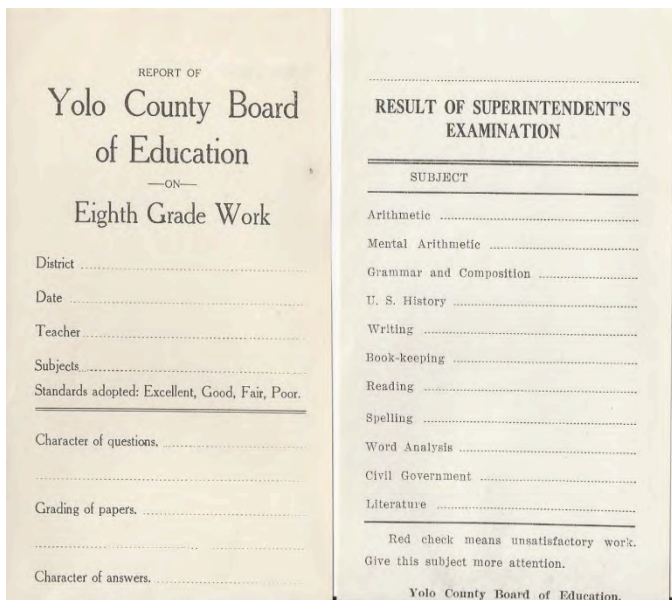 REPORT OF
Yolo County Board
of Education
—ON—
Eighth Grade Work
District
Date
Teacher
Subjects
Standards adopted: Excellent, Good, Fair, Poor.
Character of questions.
Grading of papers.
Character of answers.
RESULT OF SUPERINTENDENT'S
EXAMINATION
SUBJECT
Arithmetic
Mental Arithmetic
Grammar and Composition
U. S. History
Writing
Book-keeping
Reading
Spelling
Word Analysis
Civil Government
Literature
Red check means unsatisfactory work.
Give this subject more attention.
Yolo County Board of Education.